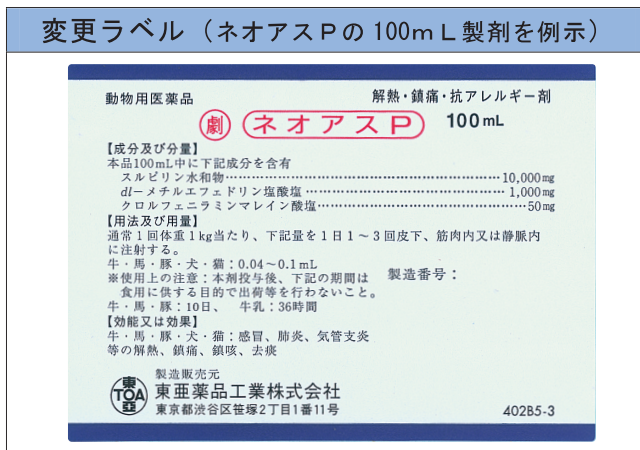 変更ラベル（ネオアスＰの100ｍＬ製剤を例示）
動物用医薬品
解熱・鎮痛・抗アレルギー剤
劇 ネオアスP 100mL
【成分及び分量】
本品100mL中に下記成分を含有
スルピリン水和物…………………………………10,000mg
dl－メチルエフェドリン塩酸塩…………………………1,000mg
クロルフェニラミンマレイン酸塩…………………………50mg
【用法及び用量】
通常1回体重1kg当たり、下記量を1日1～3回皮下、筋肉内又は静脈内
に注射する。
牛・馬・豚・犬・猫：0.04～0.1mL
※使用上の注意：本剤投与後、下記の期間は
食用に供する目的で出荷等を行わないこと。
製造番号：
牛・馬・豚：10日、 牛乳：36時間
【効能又は効果】
牛・馬・豚・犬・猫：感冒、肺炎、気管支炎
等の解熱、鎮痛、鎮咳、去痰
東
TOA
亞
製造販売元
東亜薬品工業株式会社
東京都渋谷区笹塚2丁目1番11号
402B5-3